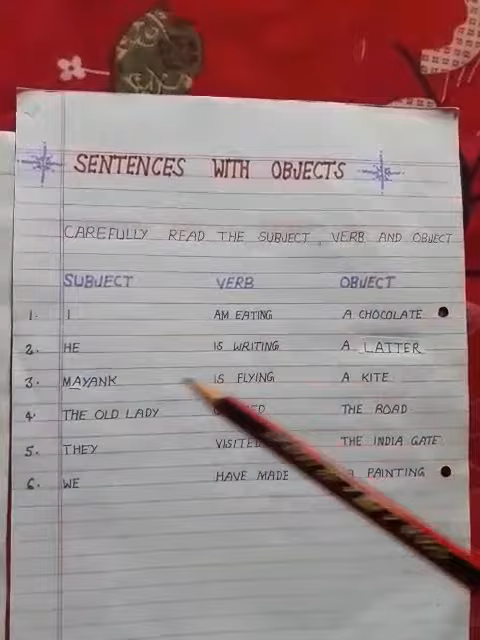 SENTENCES WITH OBJECTS
CAREFULLY READ THE SUBJECT, VERB AND OBJECT
SUBJECT VERB OBJECT
1. I AM EATING A CHOCOLATE
2. HE IS WRITING A LATTER
3. MAYANK IS FLYING A KITE
4. THE OLD LADY THE ROAD
5. THEY VISITED THE INDIA GATE
6. WE HAVE MADE A PAINTING